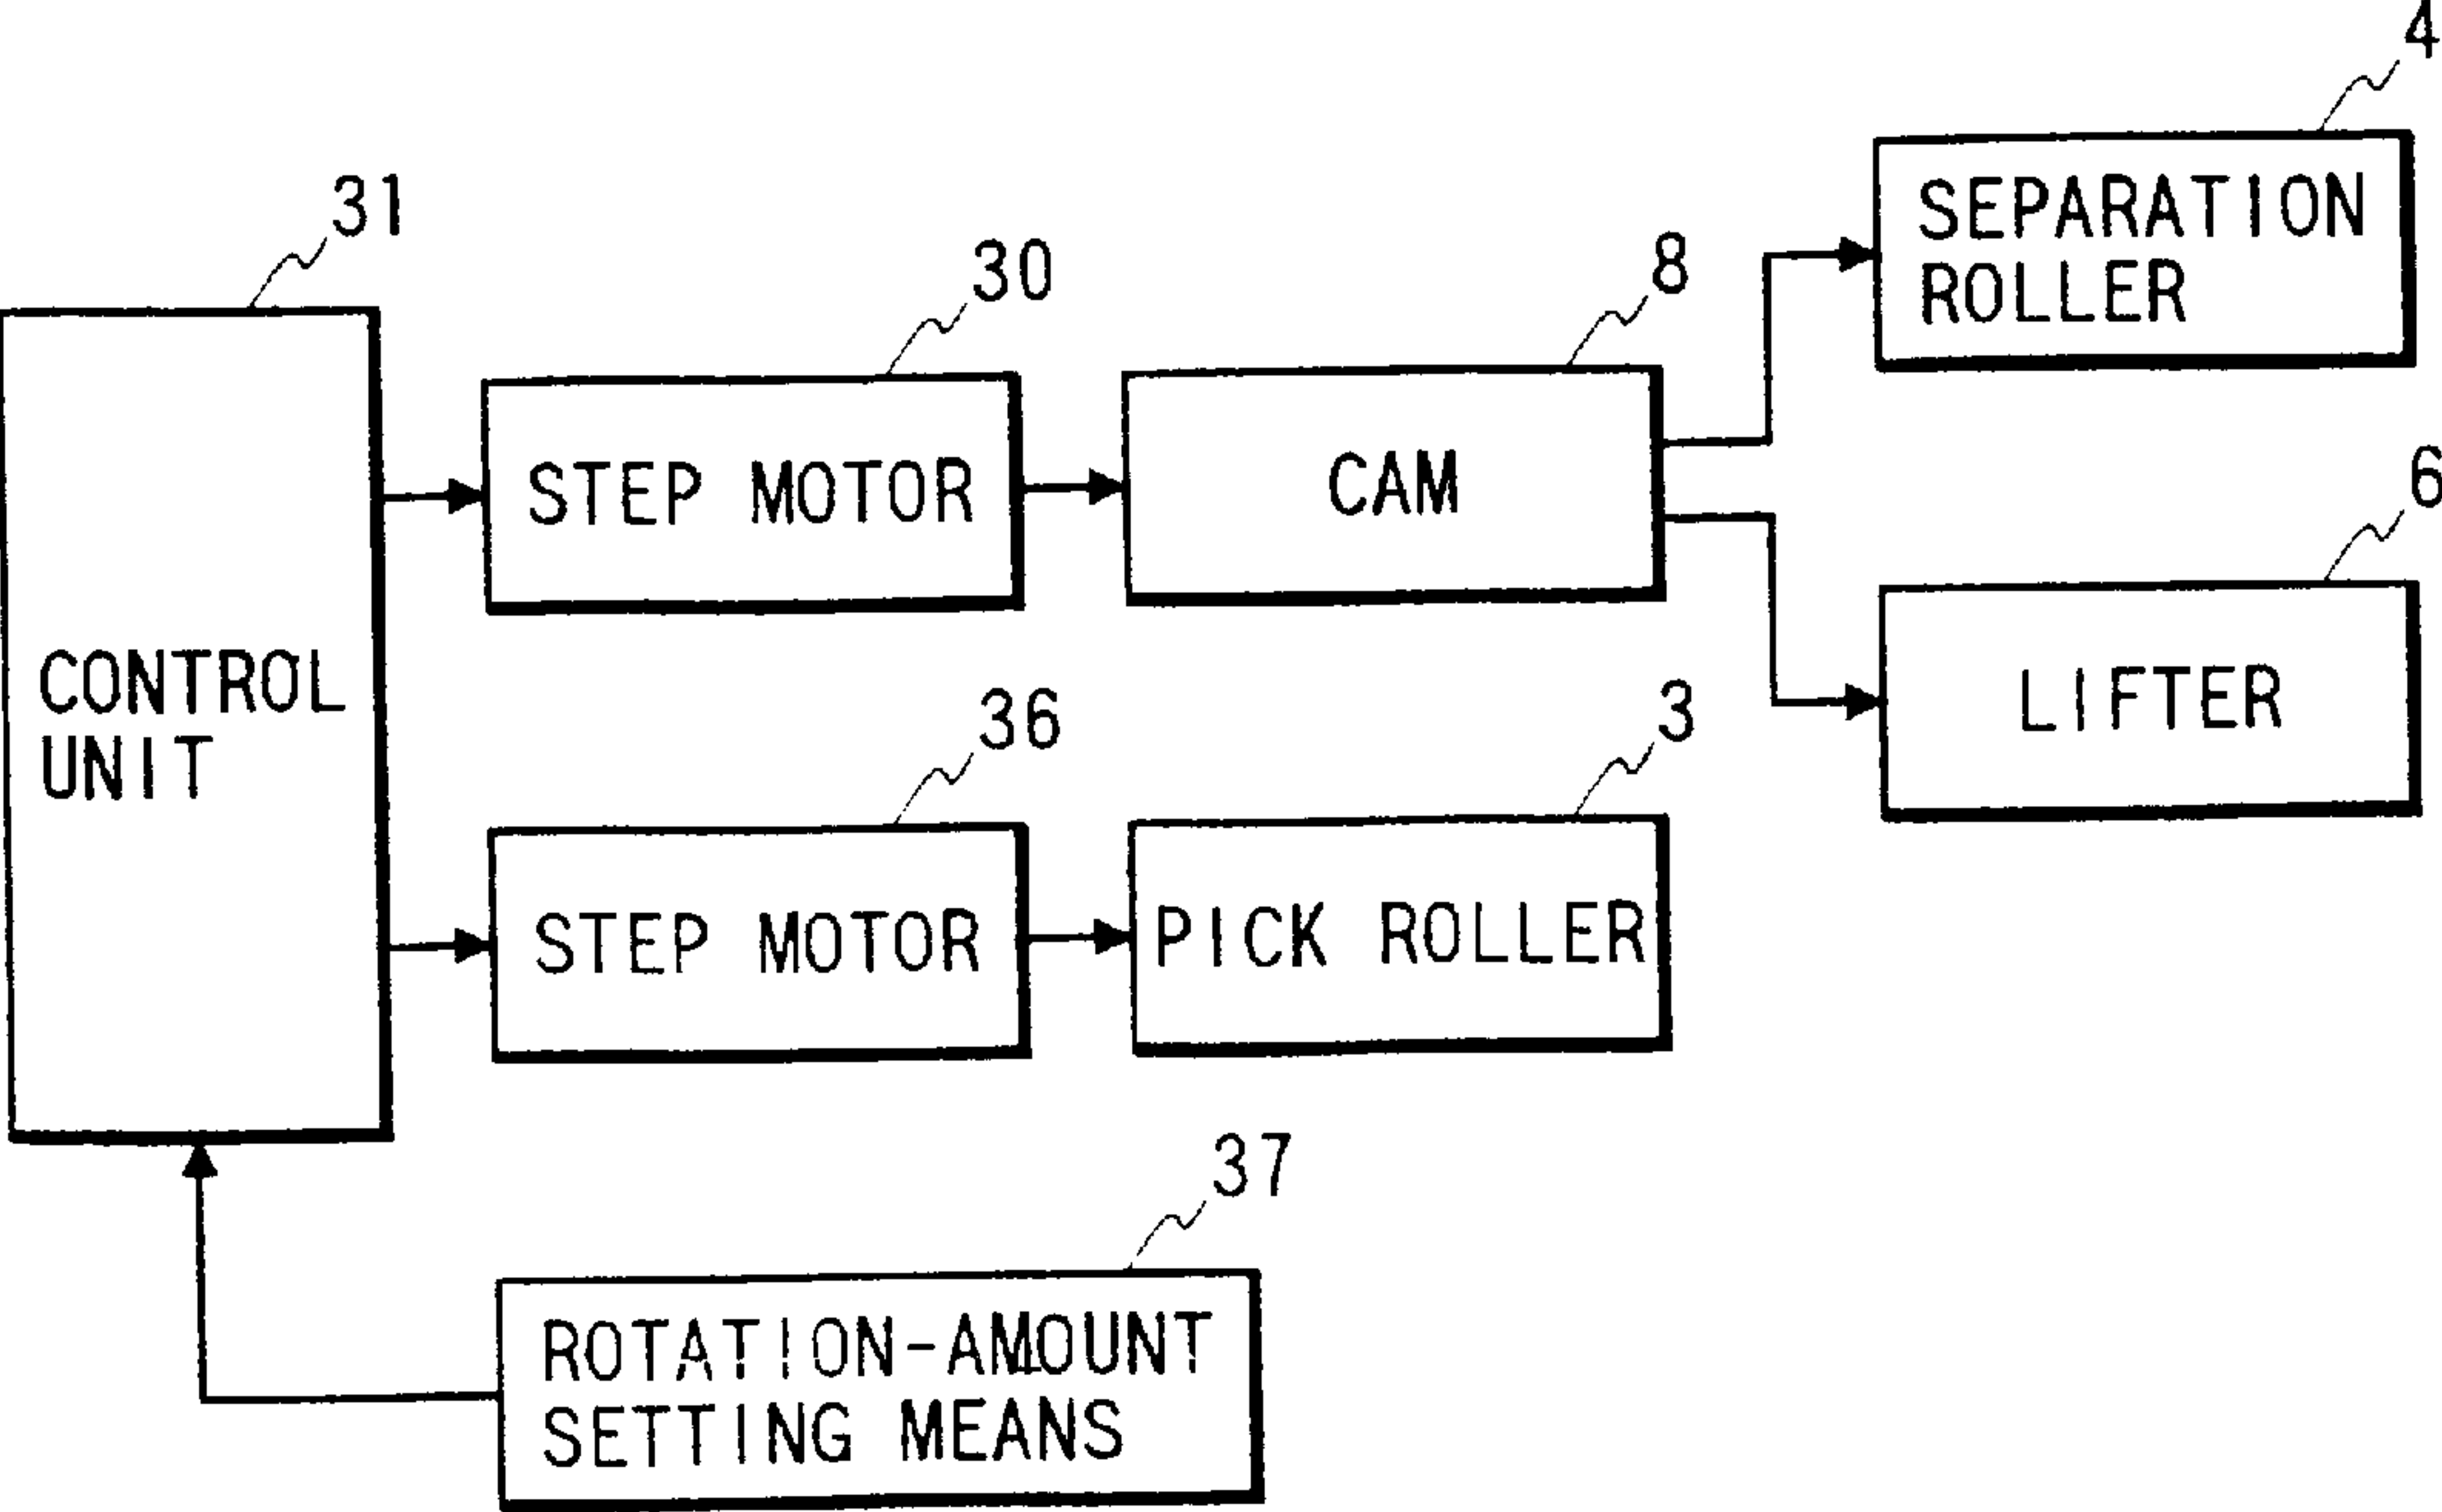 4
SEPARATION
ROLLER
31
30
8
STEP MOTOR
CAM
6
LIFTER
CONTROL
UNIT
36
3
STEP MOTOR
PICK ROLLER
37
ROTATION-AMOUNT
SETTING MEANS